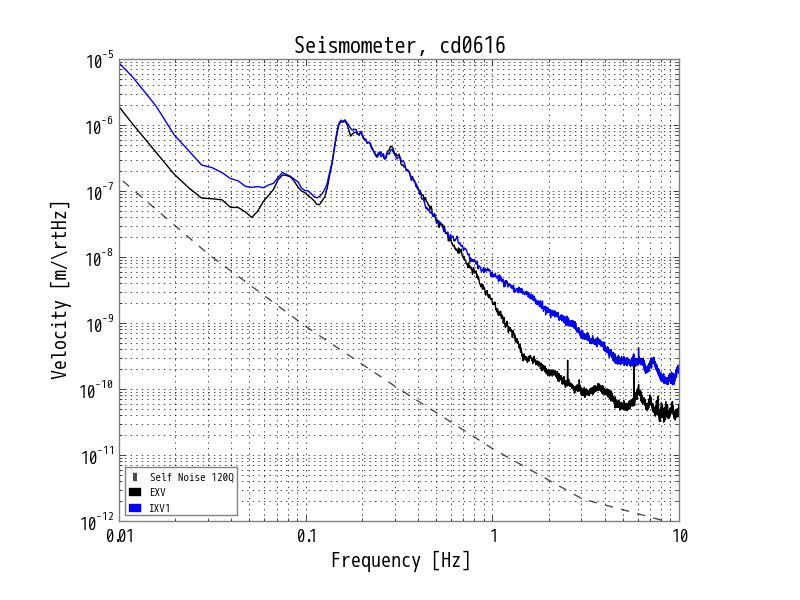 Seismometer, cd0616
10^-5
10^-6
10^-7
10^-8
10^-9
10^-10
10^-11
10^-12
Velocity [m/\rtHz]
Self Noise 120Q
EXV
IXV1
0.01 0.1 1 10
Frequency [Hz]